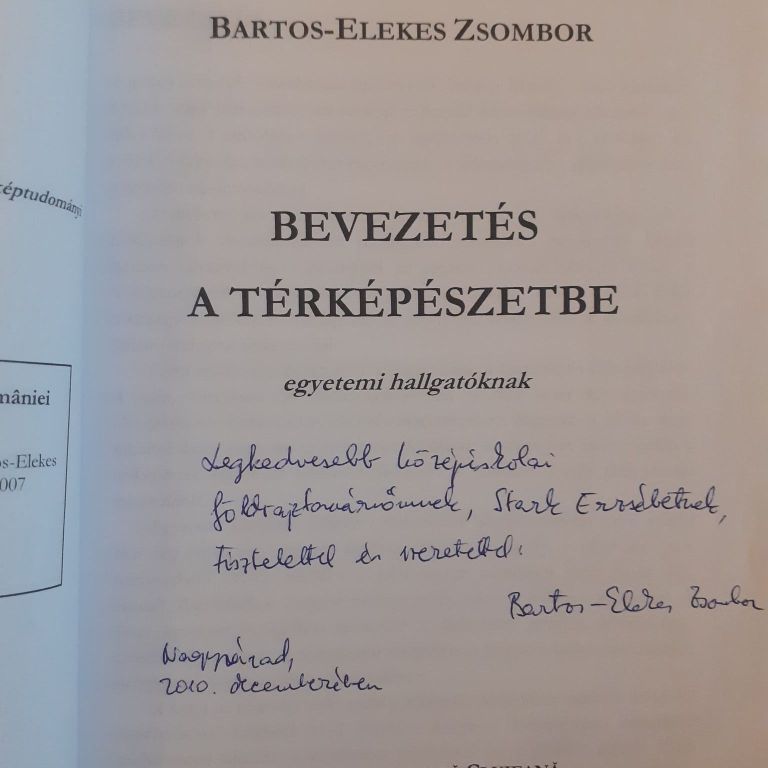 BARTOS-ELEKES ZSOMBOR
BEVEZETÉS
A TÉRKÉPÉSZETBE
egyetemi hallgatóknak
Legkedvesebb középiskolai
földrajztanárnőmnek, Stark Erzsébetnek,
tisztelettel és szeretettel:
Bartos-Elekes Zsombor
Nagyvárad,
2010. decemberében
képtudományi
mâniei
os-Elekes
007